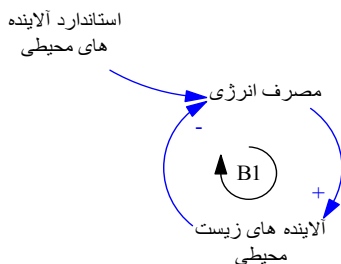 استاندارد آلاینده
های محیطی
مصرف انرژی
-
B1
+
آلاینده های زیست
محیطی